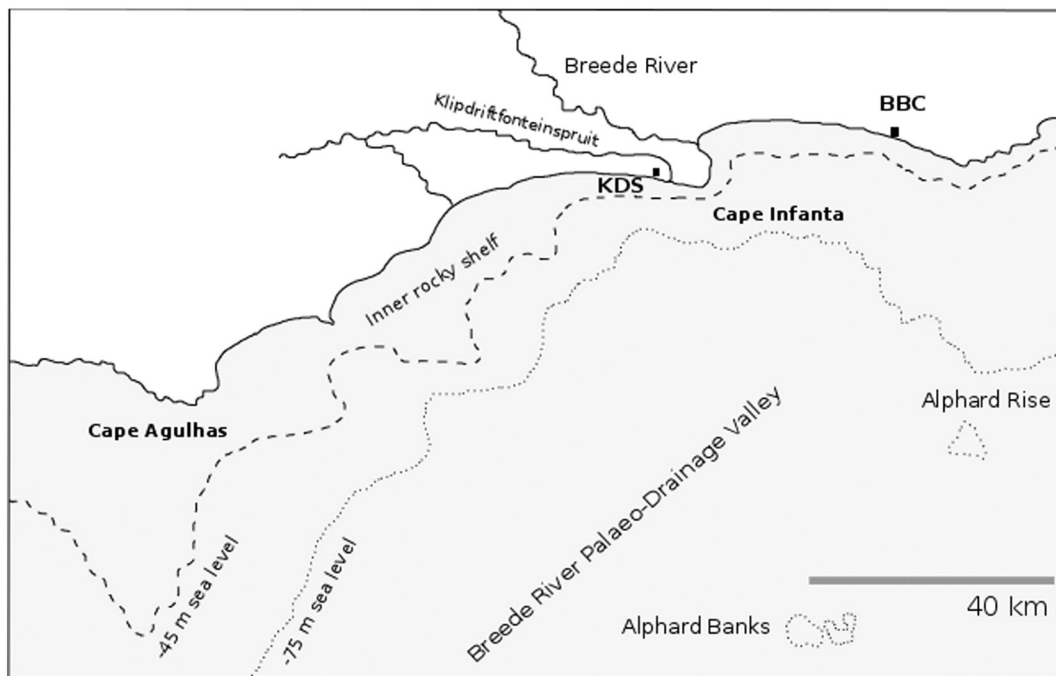 Breede River
BBC
Klipdriftfonteinspruit
KDS
Cape Infanta
Inner rocky shelf
Alphard Rise
Cape Agulhas
Breede River Palaeo-Drainage Valley
-45 m sea level
-75 m sea level
40 km
Alphard Banks